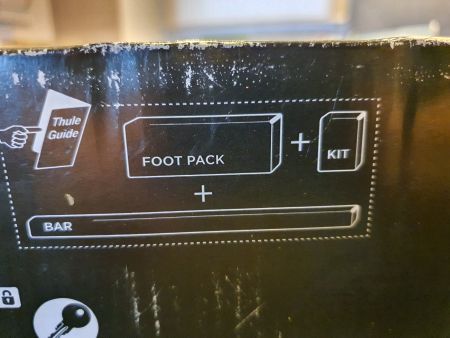 Thule
Guide
FOOT PACK
+
KIT
+
BAR